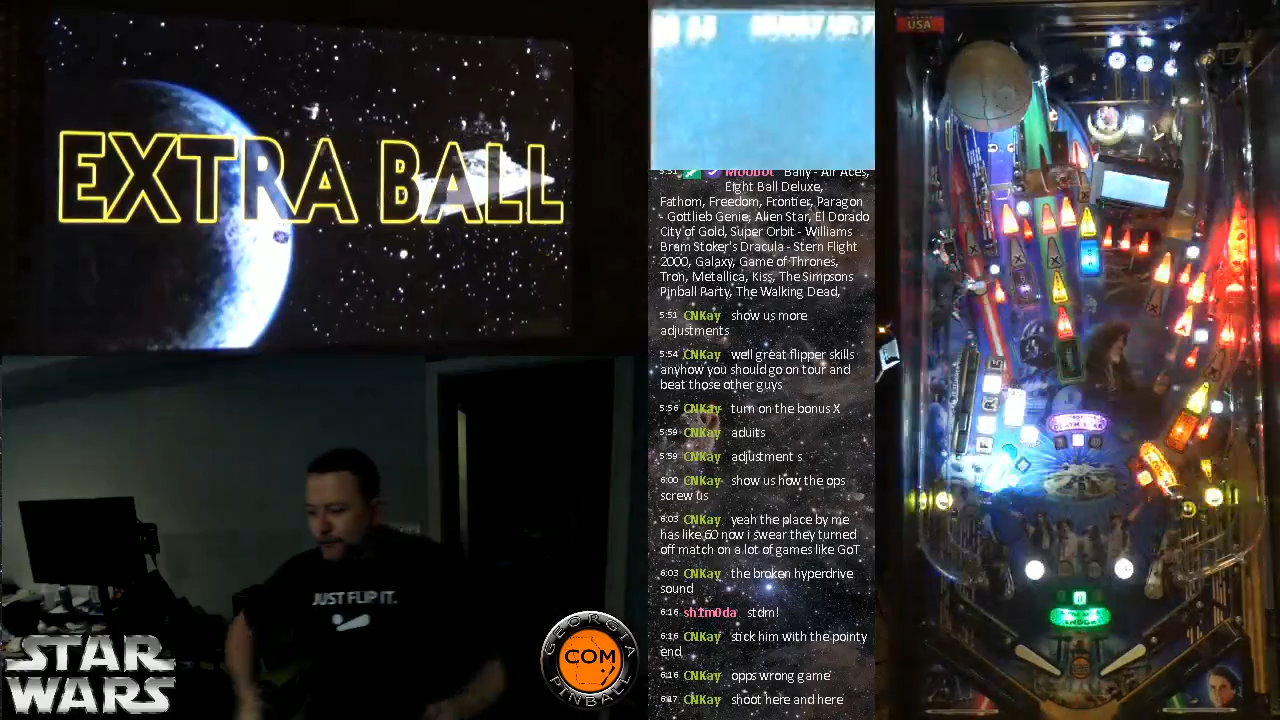 EXTRA BALL
5:51 Moobot Bally - Air Aces,
Eight Ball Deluxe,
Fathom, Freedom, Frontier, Paragon
- Gottlieb Genie, Alien Star, El Dorado
City of Gold, Super Orbit - Williams
Bram Stoker's Dracula - Stern Flight
2000, Galaxy, Game of Thrones,
Tron, Metallica, Kiss, The Simpsons
Pinball Party, The Walking Dead,
5:51 CNKay show us more
adjustments
5:54 CNKay well great flipper skills
anyhow you should go on tour and
beat those other guys
5:56 CNKay turn on the bonus X
5:59 CNKay aduits
5:59 CNKay adjustment s
6:00 CNKay show us how the ops
screw us
6:03 CNKay yeah the place by me
has like 60 now i swear they turned
off match on a lot of games like GoT
6:03 CNKay the broken hyperdrive
sound
6:16 sh1m0da stdm!
6:16 CNKay stick him with the pointy
end
6:16 CNKay opps wrong game
6:17 CNKay shoot here and here
USA
DEATH STAR
ENDOR
JUST FLIP IT.
STAR
WARS
GEORGIA
COM
PINBALL